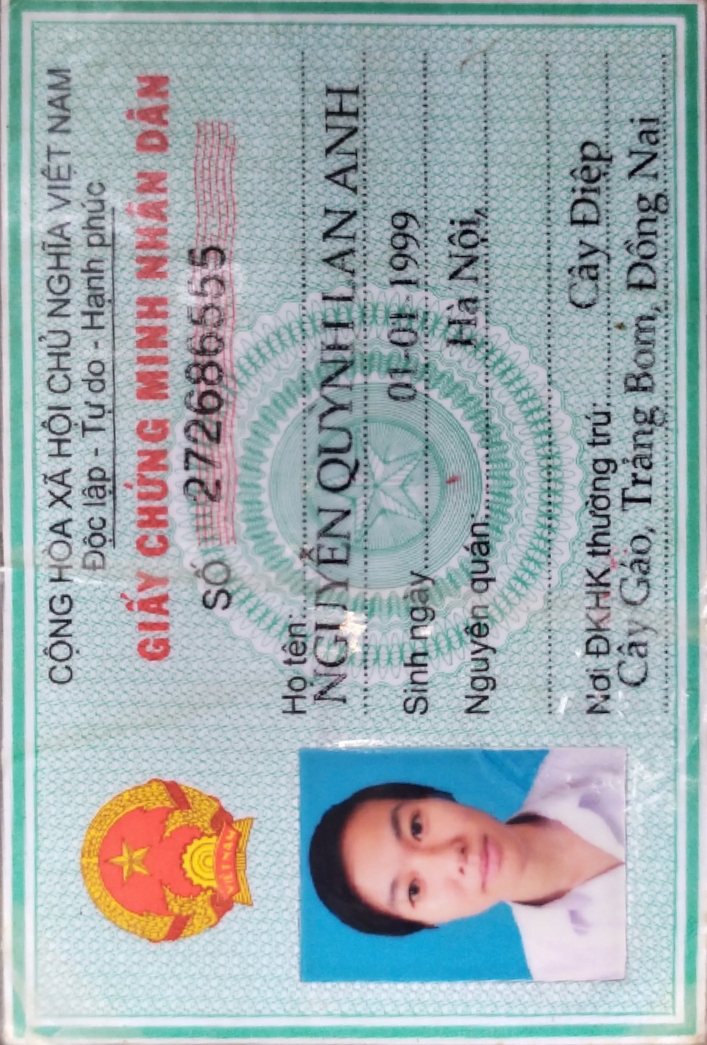 CỘNG HÒA XÃ HỘI CHỦ NGHĨA VIỆT NAM
Độc lập - Tự do - Hạnh phúc
GIẤY CHỨNG MINH NHÂN DÂN
SỐ 272686555
Họ tên:
NGUYỄN QUỲNH LAN ANH
Sinh ngày 01-01-1999
Nguyên quán: Hà Nội,
Nơi ĐKHK thường trú: Cây Điệp
Cây Gáo, Trảng Bom, Đồng Nai
VIỆT NAM